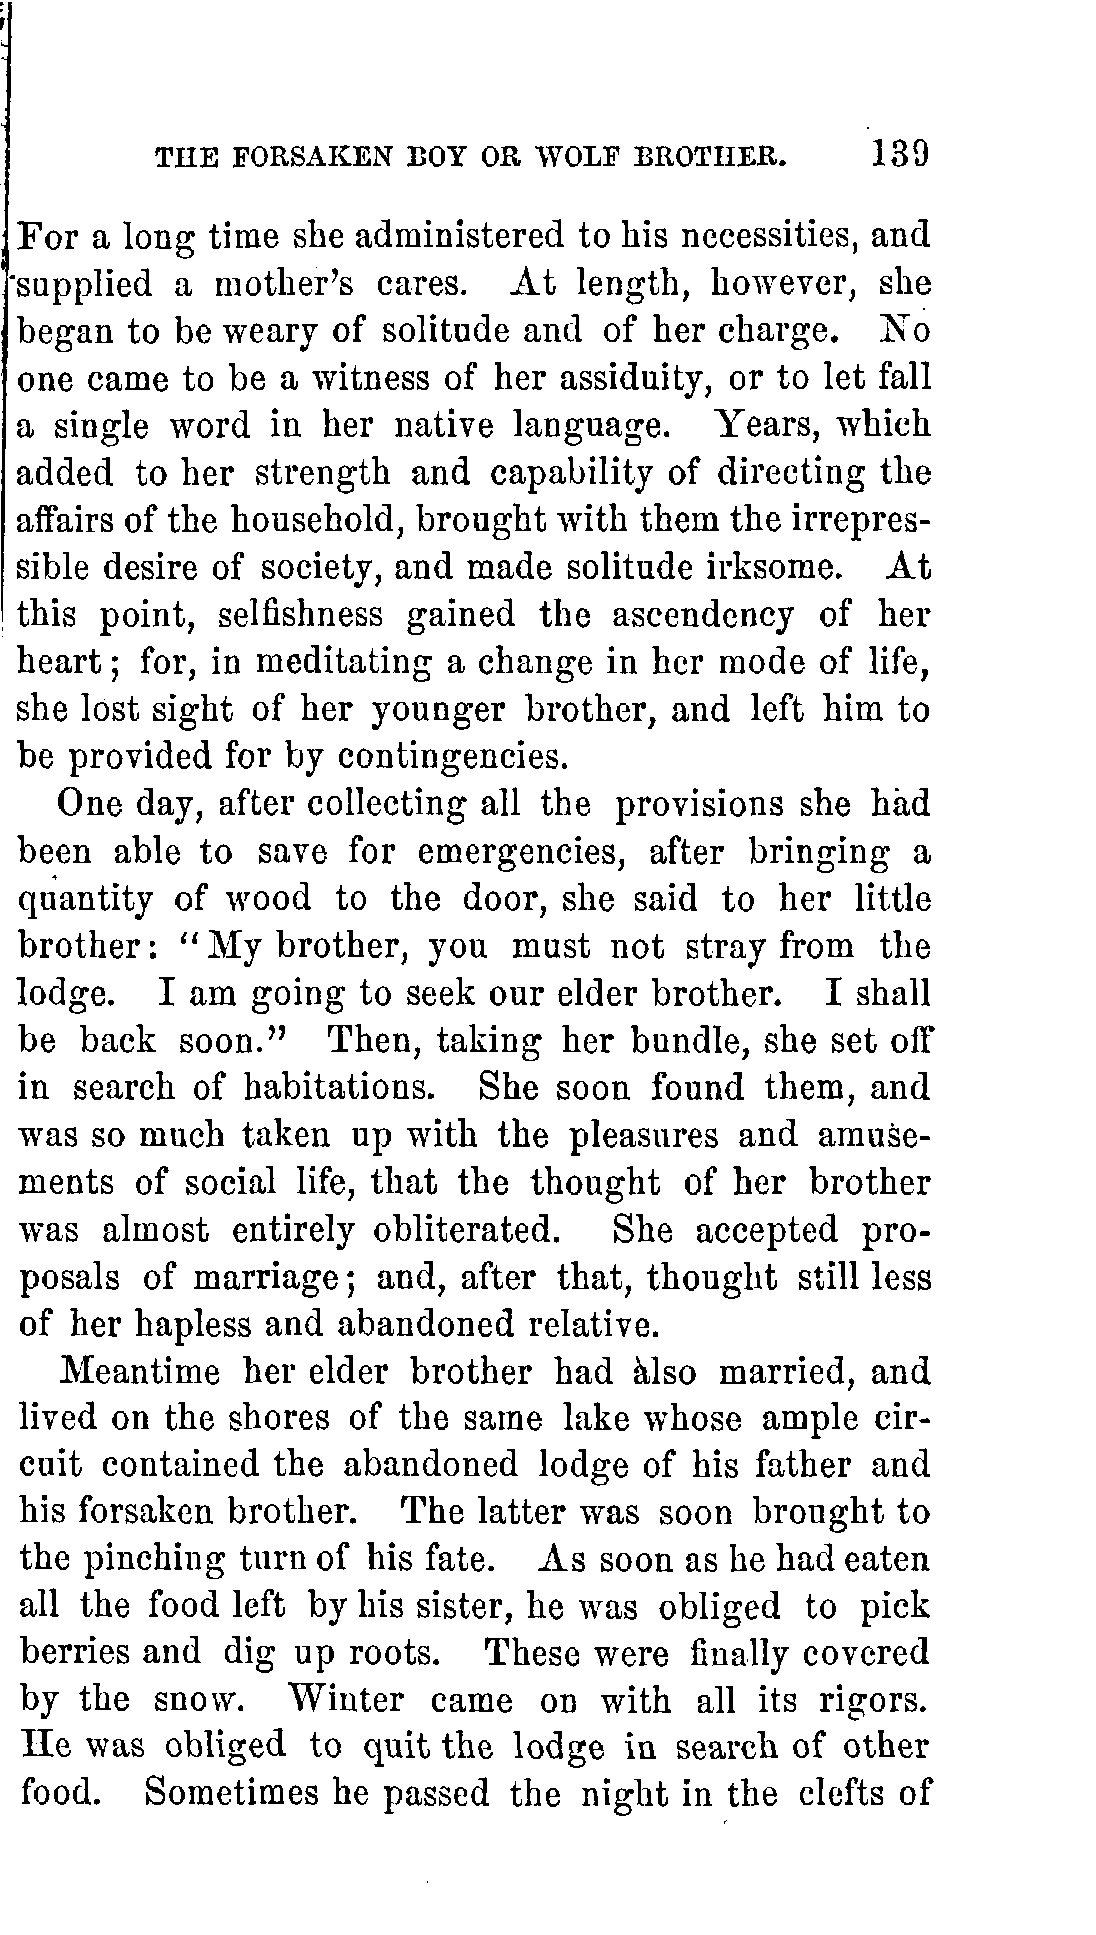 THE FORSAKEN BOY OR WOLF BROTHER. 139
For a long time she administered to his necessities, and
supplied a mother's cares. At length, however, she
began to be weary of solitude and of her charge. No
one came to be a witness of her assiduity, or to let fall
a single word in her native language. Years, which
added to her strength and capability of directing the
affairs of the household, brought with them the irrepres-
sible desire of society, and made solitude irksome. At
this point, selfishness gained the ascendency of her
heart; for, in meditating a change in her mode of life,
she lost sight of her younger brother, and left him to
be provided for by contingencies.
One day, after collecting all the provisions she had
been able to save for emergencies, after bringing a
quantity of wood to the door, she said to her little
brother: "My brother, you must not stray from the
lodge. I am going to seek our elder brother. I shall
be back soon." Then, taking her bundle, she set off
in search of habitations. She soon found them, and
was so much taken up with the pleasures and amuse-
ments of social life, that the thought of her brother
was almost entirely obliterated. She accepted pro-
posals of marriage; and, after that, thought still less
of her hapless and abandoned relative.
Meantime her elder brother had also married, and
lived on the shores of the same lake whose ample cir-
cuit contained the abandoned lodge of his father and
his forsaken brother. The latter was soon brought to
the pinching turn of his fate. As soon as he had eaten
all the food left by his sister, he was obliged to pick
berries and dig up roots. These were finally covered
by the snow. Winter came on with all its rigors.
He was obliged to quit the lodge in search of other
food. Sometimes he passed the night in the clefts of